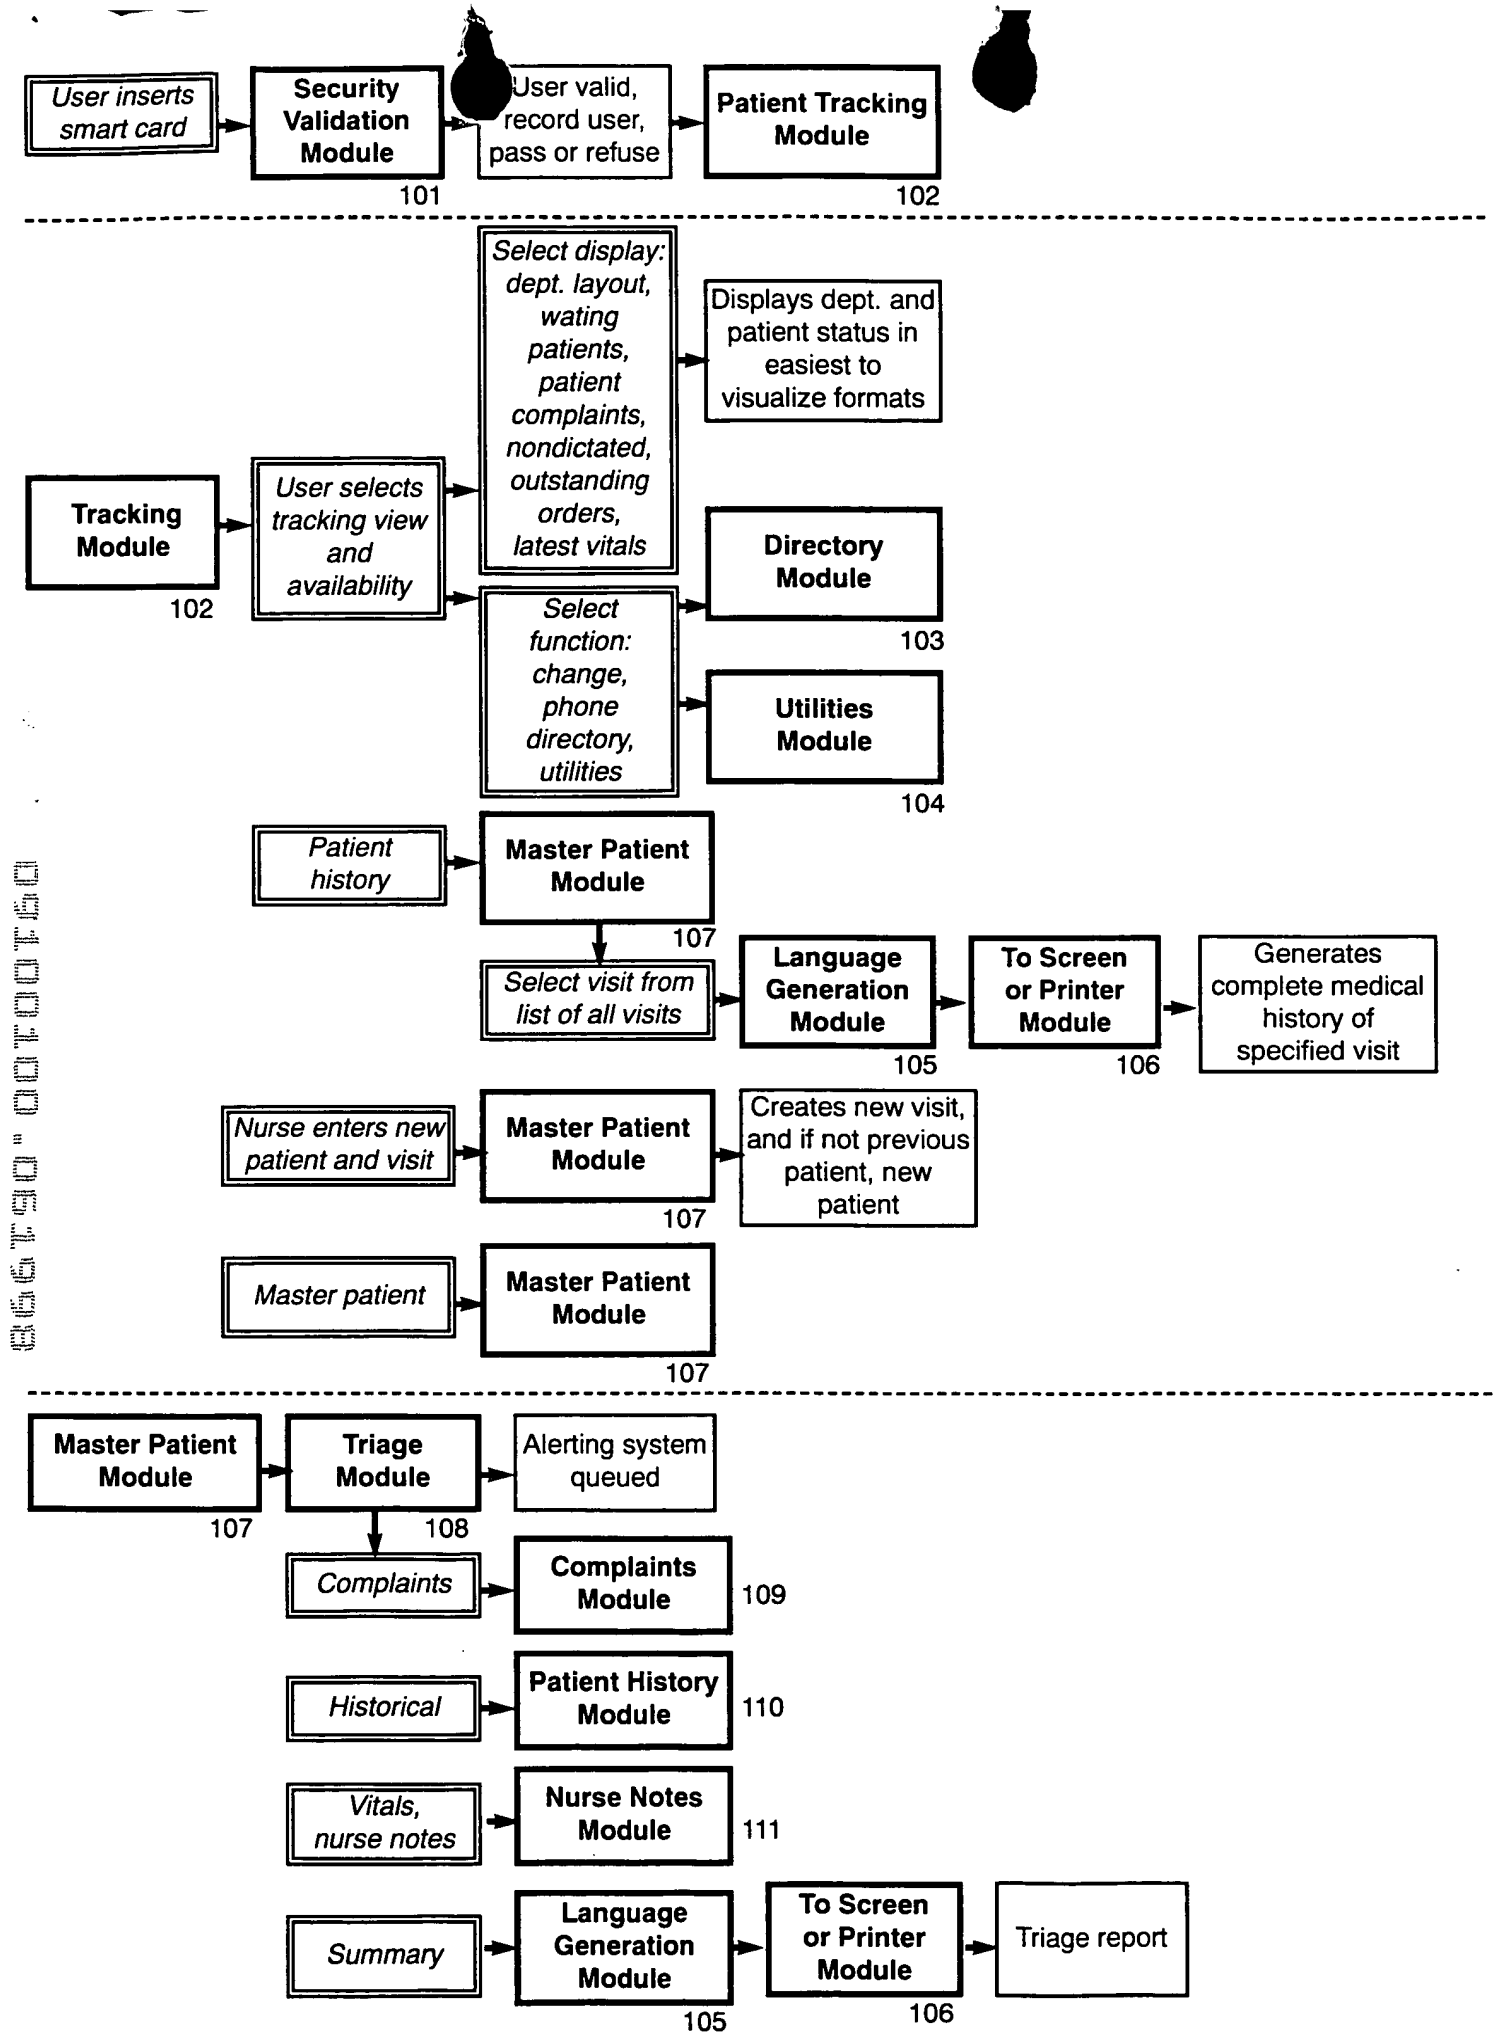 User inserts
smart card
Security
Validation
Module
101
User valid,
record user,
pass or refuse
Patient Tracking
Module
102
Tracking
Module
102
User selects
tracking view
and
availability
Select display:
dept. layout,
wating
patients,
patient
complaints,
nondictated,
outstanding
orders,
latest vitals
Displays dept. and
patient status in
easiest to
visualize formats
Select
function:
change,
phone
directory,
utilities
Directory
Module
103
Utilities
Module
104
Patient
history
Master Patient
Module
107
Select visit from
list of all visits
Language
Generation
Module
105
To Screen
or Printer
Module
106
Generates
complete medical
history of
specified visit
Nurse enters new
patient and visit
Master Patient
Module
107
Creates new visit,
and if not previous
patient, new
patient
Master patient
Master Patient
Module
107
Master Patient
Module
107
Triage
Module
108
Alerting system
queued
Complaints
Complaints
Module
109
Historical
Patient History
Module
110
Vitals,
nurse notes
Nurse Notes
Module
111
Summary
Language
Generation
Module
105
To Screen
or Printer
Module
106
Triage report
09100100.061998